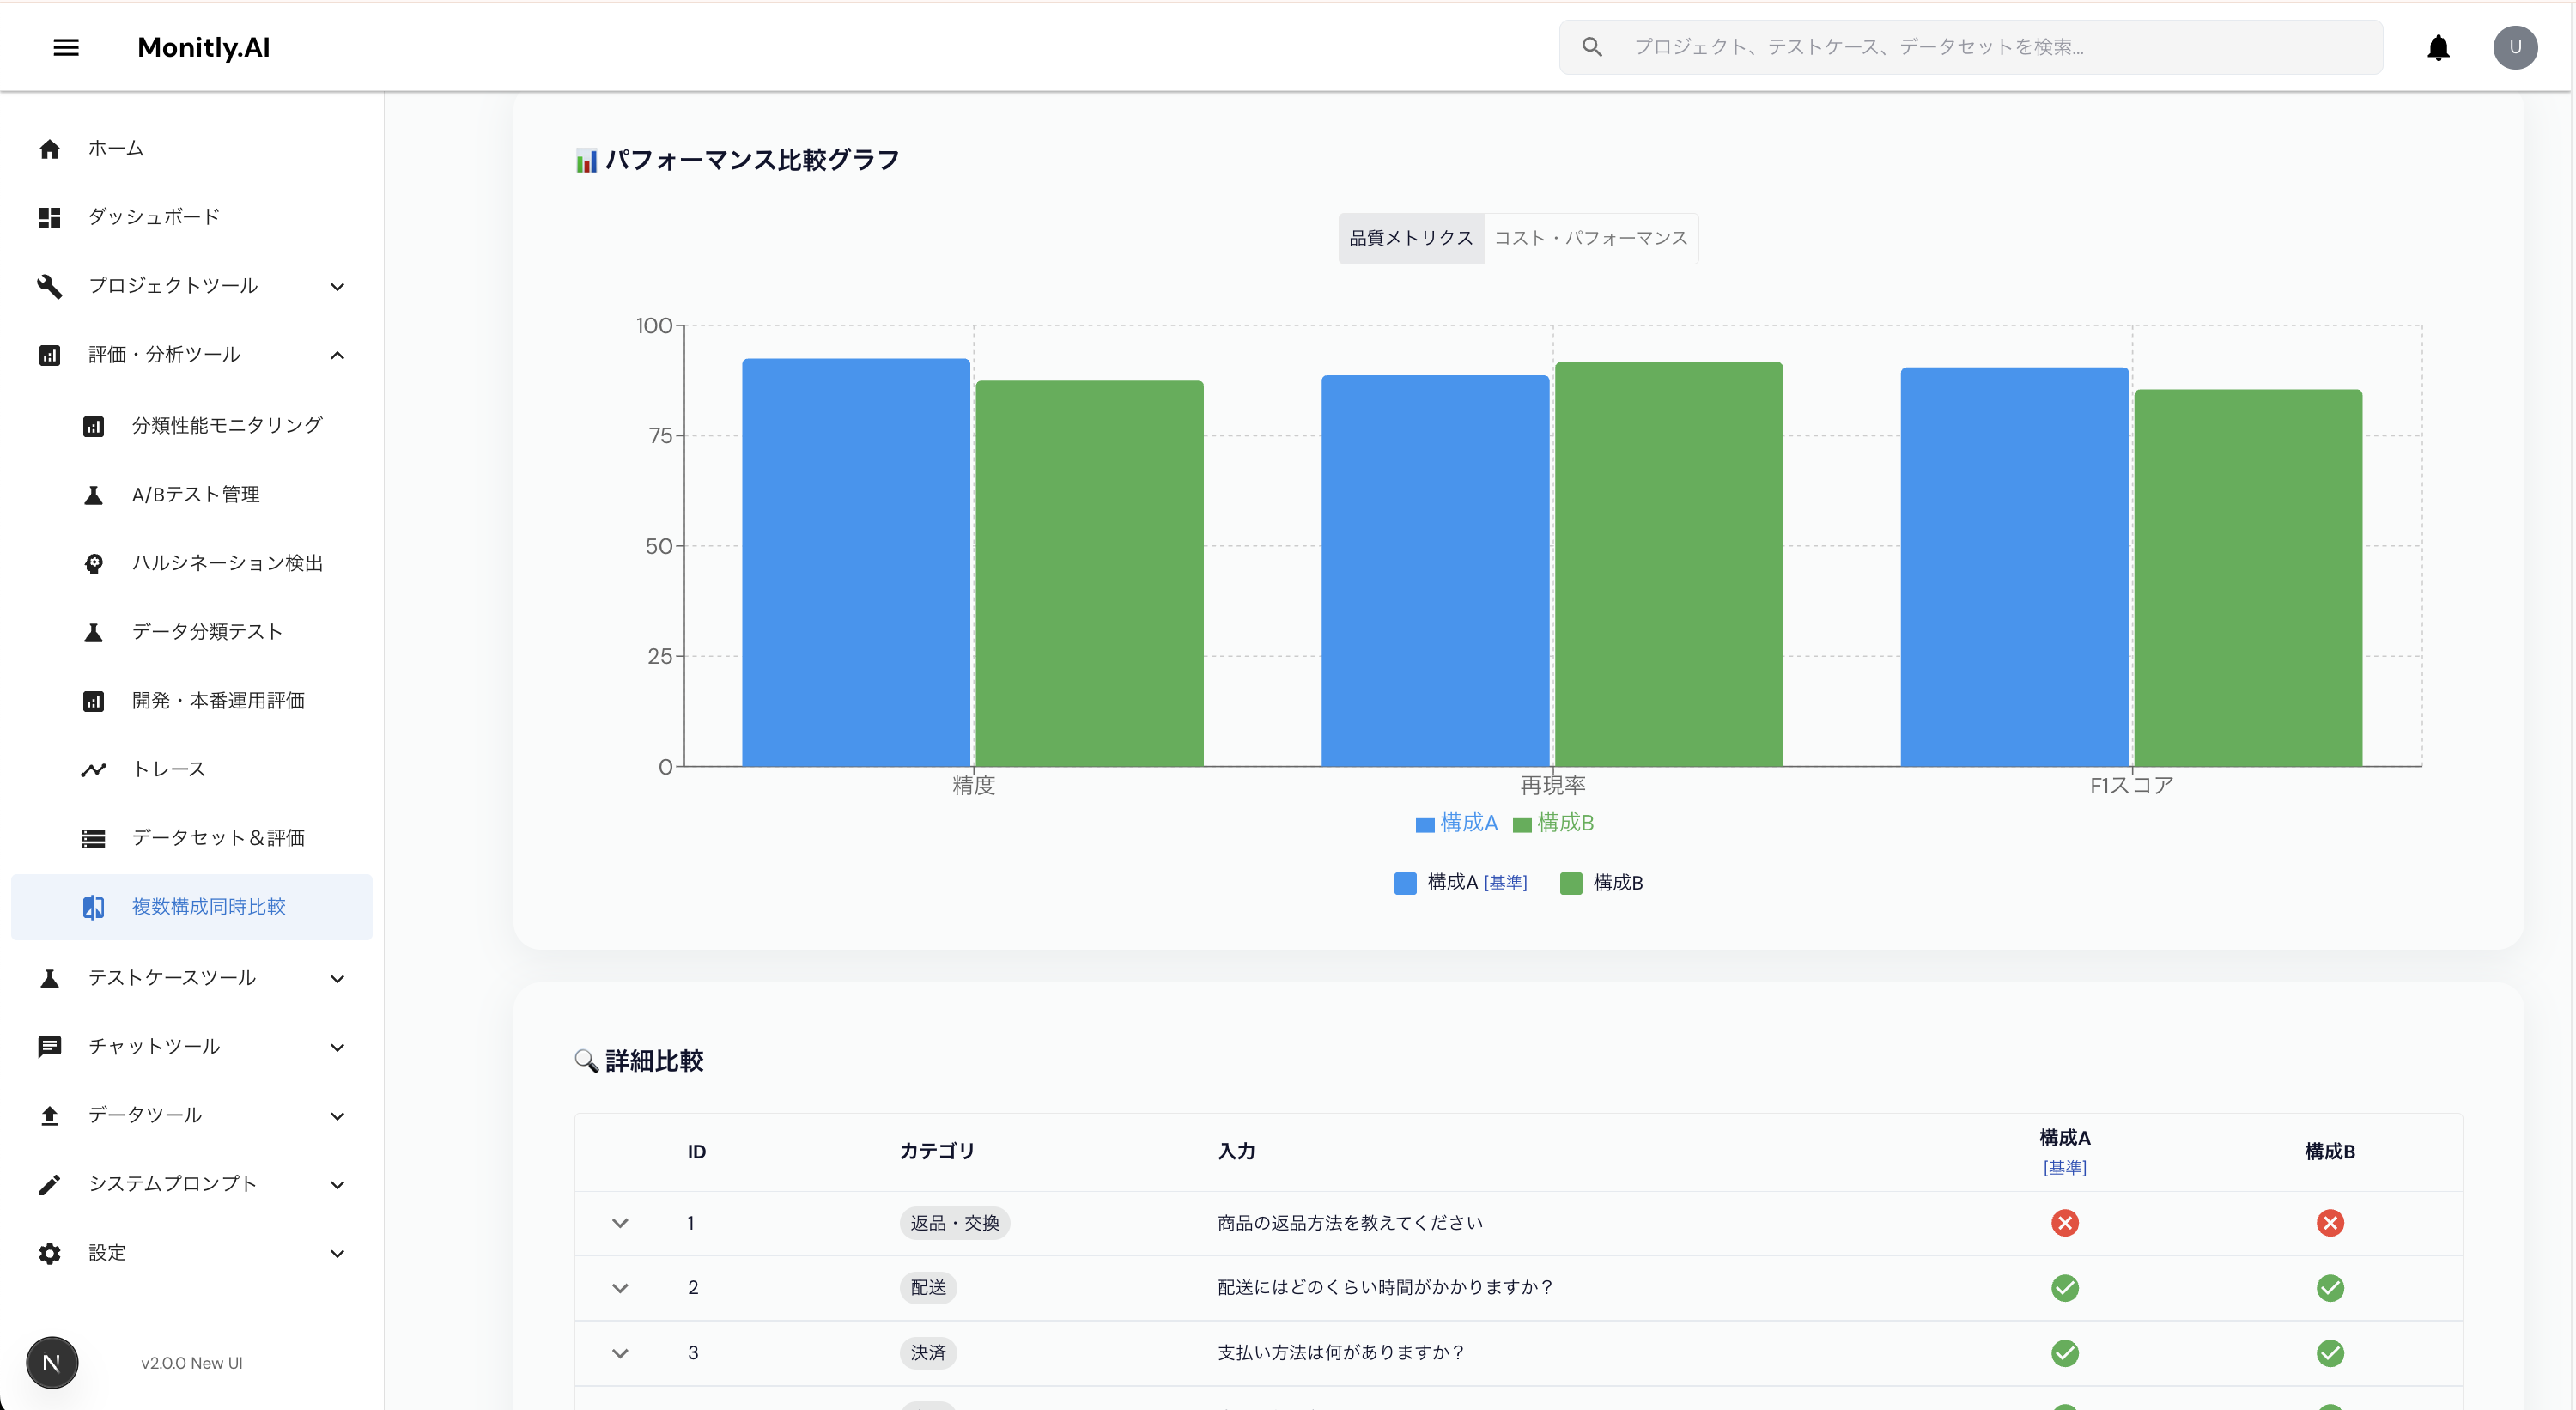 Monitly.AI
プロジェクト、テストケース、データセットを検索...
U
ホーム
ダッシュボード
プロジェクトツール
評価・分析ツール
分類性能モニタリング
A/Bテスト管理
ハルシネーション検出
データ分類テスト
開発・本番運用評価
トレース
データセット＆評価
複数構成同時比較
テストケースツール
チャットツール
データツール
システムプロンプト
設定
N
v2.0.0 New UI
パフォーマンス比較グラフ
品質メトリクス
コスト・パフォーマンス
100
75
50
25
0
精度
再現率
F1スコア
構成A 構成B
構成A [基準] 構成B
詳細比較
ID カテゴリ 入力 構成A [基準] 構成B
1 返品・交換 商品の返品方法を教えてください
2 配送 配送にはどのくらい時間がかかりますか？
3 決済 支払い方法は何がありますか？